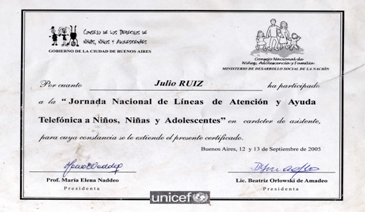 Consejo de los Derechos de
Niñas, Niños y Adolescentes
GOBIERNO DE LA CIUDAD DE BUENOS AIRES
Consejo Nacional de
Niñez, Adolescencia y Familia
MINISTERIO DE DESARROLLO SOCIAL DE LA NACIÓN
Por cuanto Julio RUIZ ha participado
a la "Jornada Nacional de Líneas de Atención y Ayuda
Telefónica a Niños, Niñas y Adolescentes" en carácter de asistente,
para cuya constancia se le extiende el presente certificado.
Buenos Aires, 12 y 13 de Septiembre de 2005
Prof. María Elena Naddeo
Presidenta
unicef
Lic. Beatriz Orlowski de Amadeo
Presidenta